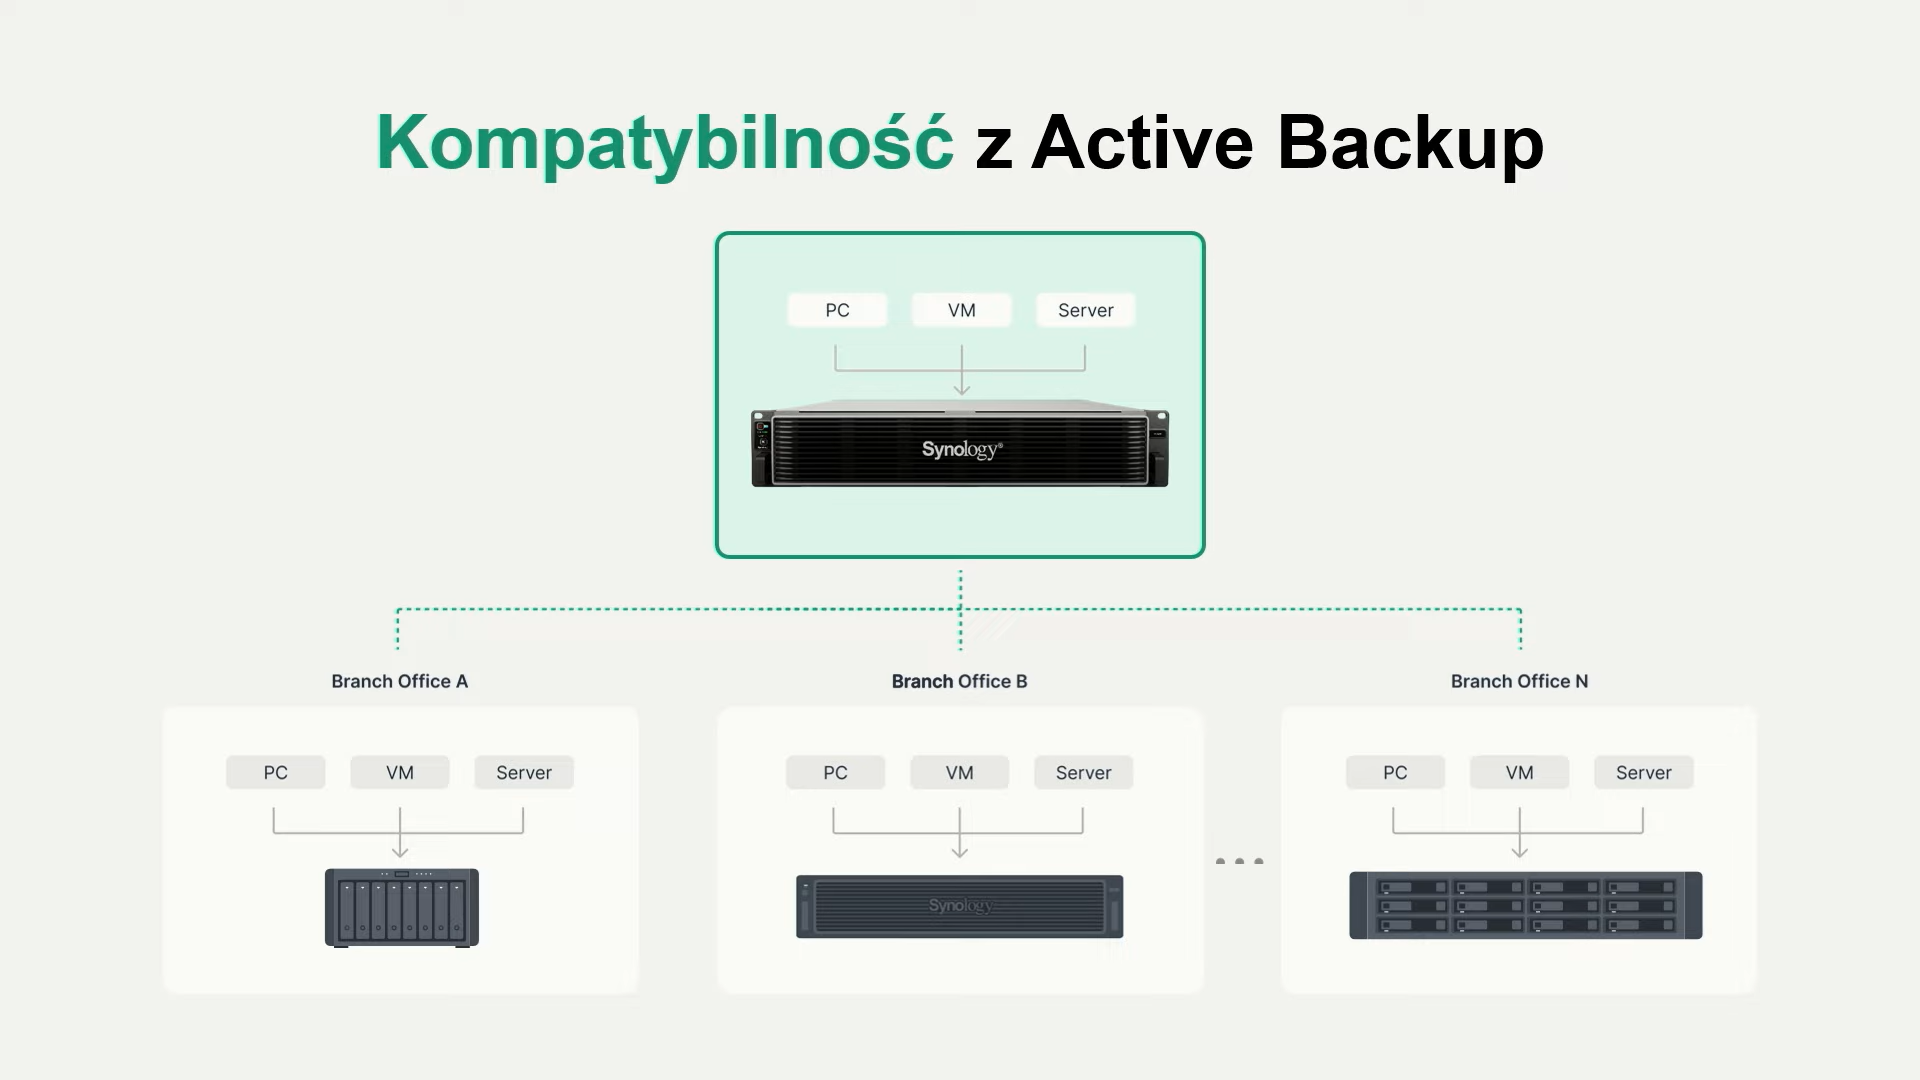 Kompatybilność z Active Backup
PC VM Server
Synology®
Branch Office A Branch Office B Branch Office N
PC VM Server PC VM Server PC VM Server
Synology